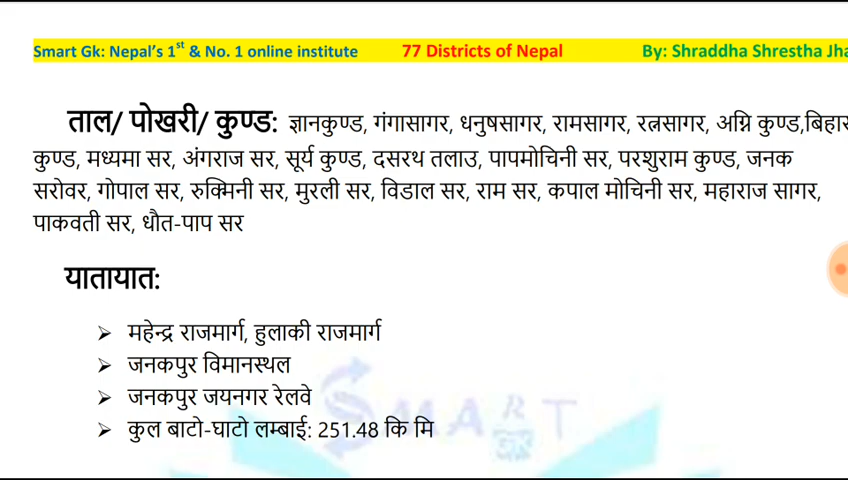 Smart Gk: Nepal's 1st & No. 1 online institute 77 Districts of Nepal By: Shraddha Shrestha Jha
ताल/ पोखरी/ कुण्ड: ज्ञानकुण्ड, गंगासागर, धनुषसागर, रामसागर, रत्नसागर, अग्नि कुण्ड,बिहार
कुण्ड, मध्यमा सर, अंगराज सर, सूर्य कुण्ड, दसरथ तलाउ, पापमोचिनी सर, परशुराम कुण्ड, जनक
सरोवर, गोपाल सर, रुक्मिनी सर, मुरली सर, विडाल सर, राम सर, कपाल मोचिनी सर, महाराज सागर,
पाकवती सर, धौत-पाप सर
यातायात:
➢ महेन्द्र राजमार्ग, हुलाकी राजमार्ग
➢ जनकपुर विमानस्थल
➢ जनकपुर जयनगर रेलवे
➢ कुल बाटो-घाटो लम्बाई: 251.48 कि मि
SMART